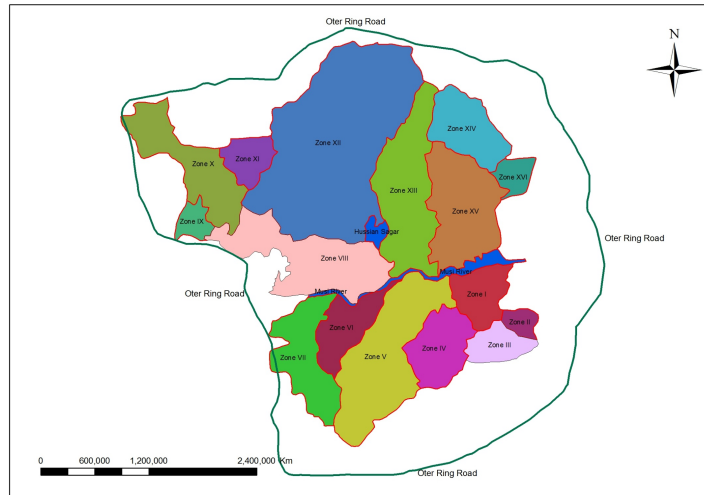 Oter Ring Road
N
Zone XIV
Zone XI
Zone XII
Zone X
Zone XVI
Zone XIII
Zone XV
Zone IX
Hussian Sagar
Oter Ring Road
Zone VIII
Musi River
Oter Ring Road
Musi River
Zone I
Zone II
Zone VI
Zone III
Zone IV
Zone VII
Zone V
0 600,000 1,200,000 2,400,000 Km
Oter Ring Road